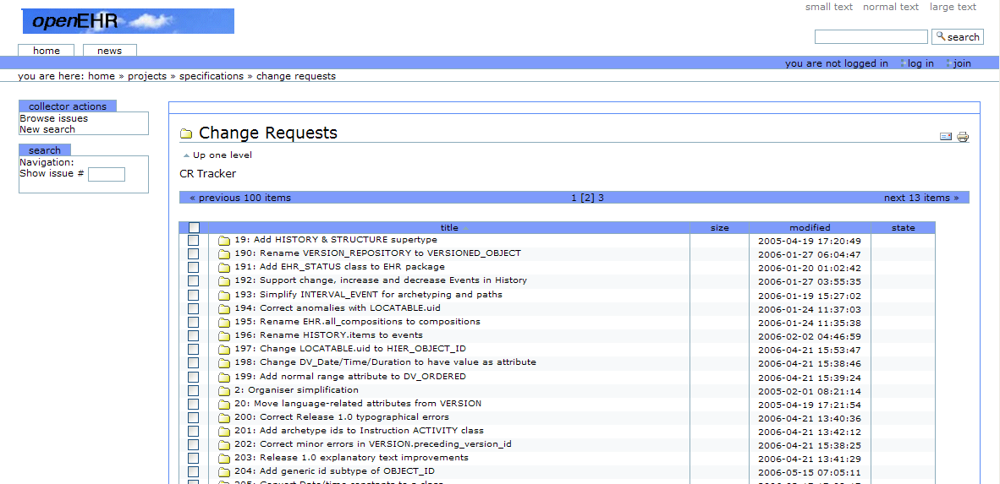 openEHR
small text normal text large text
search
home news
you are not logged in log in join
you are here: home » projects » specifications » change requests
collector actions
Browse issues
New search
search
Navigation:
Show issue #
Change Requests
Up one level
CR Tracker
« previous 100 items 1 [2] 3 next 13 items »
title size modified state
19: Add HISTORY & STRUCTURE supertype 2005-04-19 17:20:49
190: Rename VERSION_REPOSITORY to VERSIONED_OBJECT 2006-01-27 06:04:47
191: Add EHR_STATUS class to EHR package 2006-01-20 01:02:42
192: Support change, increase and decrease Events in History 2006-01-27 03:55:35
193: Simplify INTERVAL_EVENT for archetyping and paths 2006-01-19 15:27:02
194: Correct anomalies with LOCATABLE.uid 2006-01-24 11:37:03
195: Rename EHR.all_compositions to compositions 2006-01-24 11:35:38
196: Rename HISTORY.items to events 2006-02-02 04:46:59
197: Change LOCATABLE.uid to HIER_OBJECT_ID 2006-04-21 15:53:47
198: Change DV_Date/Time/Duration to have value as attribute 2006-04-21 15:38:46
199: Add normal range attribute to DV_ORDERED 2006-04-21 15:39:24
2: Organiser simplification 2005-02-01 08:21:14
20: Move language-related attributes from VERSION 2005-04-19 17:21:54
200: Correct Release 1.0 typographical errors 2006-04-21 13:40:36
201: Add archetype ids to Instruction ACTIVITY class 2006-04-21 13:42:12
202: Correct minor errors in VERSION.preceding_version_id 2006-04-21 15:38:25
203: Release 1.0 explanatory text improvements 2006-04-21 13:41:29
204: Add generic id subtype of OBJECT_ID 2006-05-15 07:05:11